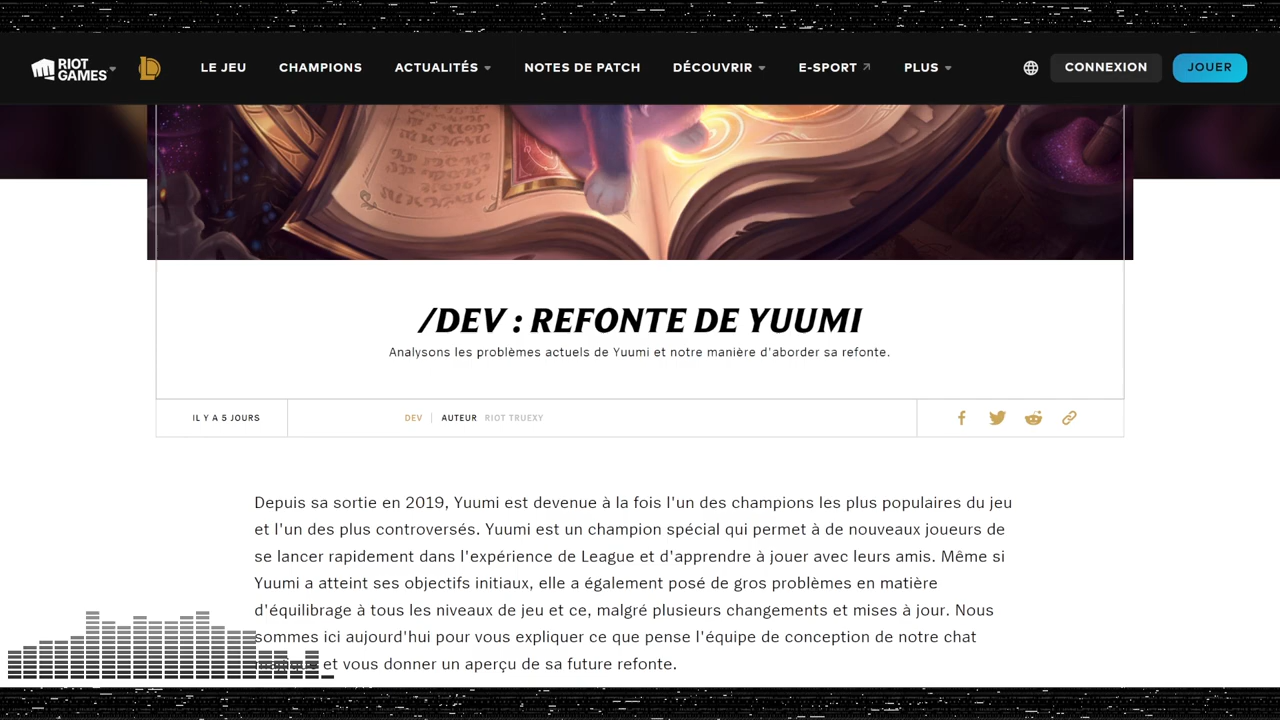 RIOT
GAMES
LE JEU
CHAMPIONS
ACTUALITÉS
NOTES DE PATCH
DÉCOUVRIR
E-SPORT
PLUS
CONNEXION
JOUER
/DEV : REFONTE DE YUUMI
Analysons les problèmes actuels de Yuumi et notre manière d'aborder sa refonte.
IL Y A 5 JOURS
DEV
AUTEUR RIOT TRUEXY
Depuis sa sortie en 2019, Yuumi est devenue à la fois l'un des champions les plus populaires du jeu
et l'un des plus controversés. Yuumi est un champion spécial qui permet à de nouveaux joueurs de
se lancer rapidement dans l'expérience de League et d'apprendre à jouer avec leurs amis. Même si
Yuumi a atteint ses objectifs initiaux, elle a également posé de gros problèmes en matière
d'équilibrage à tous les niveaux de jeu et ce, malgré plusieurs changements et mises à jour. Nous
sommes ici aujourd'hui pour vous expliquer ce que pense l'équipe de conception de notre chat
et vous donner un aperçu de sa future refonte.